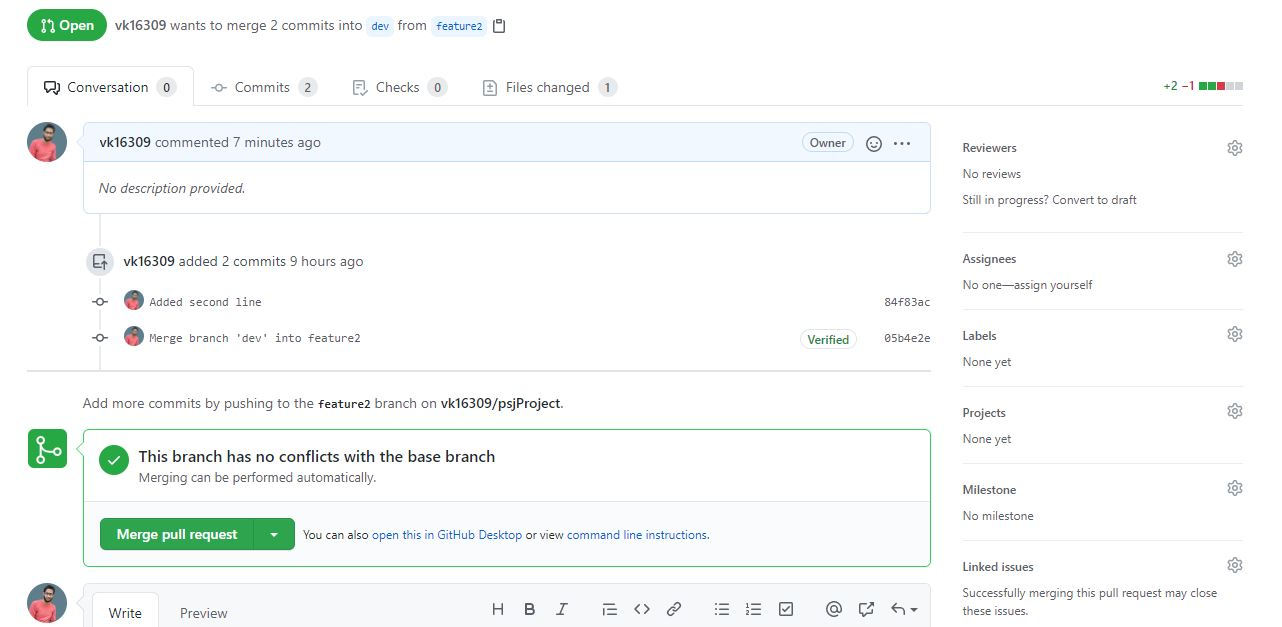 Open vk16309 wants to merge 2 commits into dev from feature2
Conversation 0 Commits 2 Checks 0 Files changed 1 +2 −1
vk16309 commented 7 minutes ago Owner
No description provided.
vk16309 added 2 commits 9 hours ago
Added second line 84f83ac
Merge branch 'dev' into feature2 Verified 05b4e2e
Add more commits by pushing to the feature2 branch on vk16309/psjProject.
This branch has no conflicts with the base branch
Merging can be performed automatically.
Merge pull request You can also open this in GitHub Desktop or view command line instructions.
Write Preview
Reviewers
No reviews
Still in progress? Convert to draft
Assignees
No one—assign yourself
Labels
None yet
Projects
None yet
Milestone
No milestone
Linked issues
Successfully merging this pull request may close
these issues.